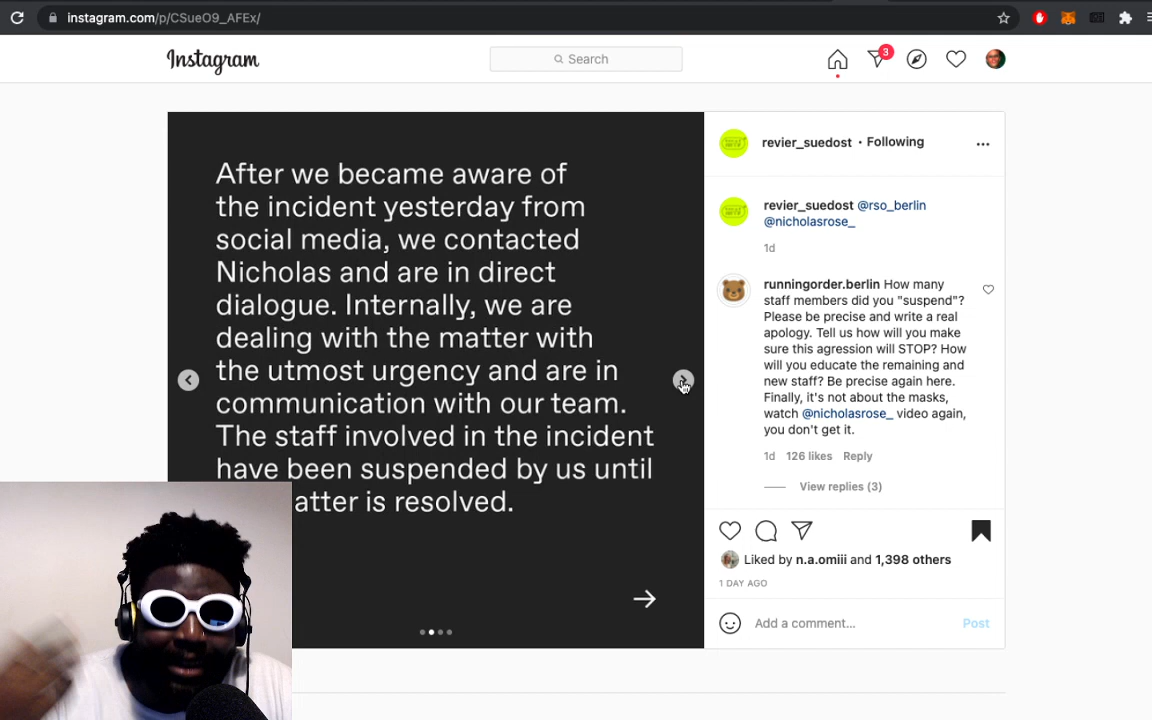 instagram.com/p/CSueO9_AFEx/
Instagram
Search
3
After we became aware of
the incident yesterday from
social media, we contacted
Nicholas and are in direct
dialogue. Internally, we are
dealing with the matter with
the utmost urgency and are in
communication with our team.
The staff involved in the incident
have been suspended by us until
atter is resolved.
revier_suedost • Following
revier_suedost @rso_berlin
@nicholasrose_
1d
runningorder.berlin How many
staff members did you "suspend"?
Please be precise and write a real
apology. Tell us how will you make
sure this agression will STOP? How
will you educate the remaining and
new staff? Be precise again here.
Finally, it's not about the masks,
watch @nicholasrose_ video again,
you don't get it.
1d 126 likes Reply
View replies (3)
Liked by n.a.omiii and 1,398 others
1 DAY AGO
Add a comment... Post